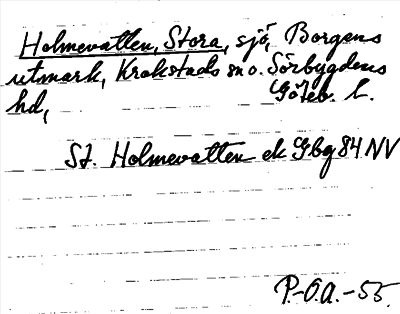 Holmevatten, Stora, sjö, Borgens
utmark, Krokstads sn o. Sörbygdens
hd, Göteb. l.
St. Holmevatten ek Gbg 84 NV
P.-O.A.-55.